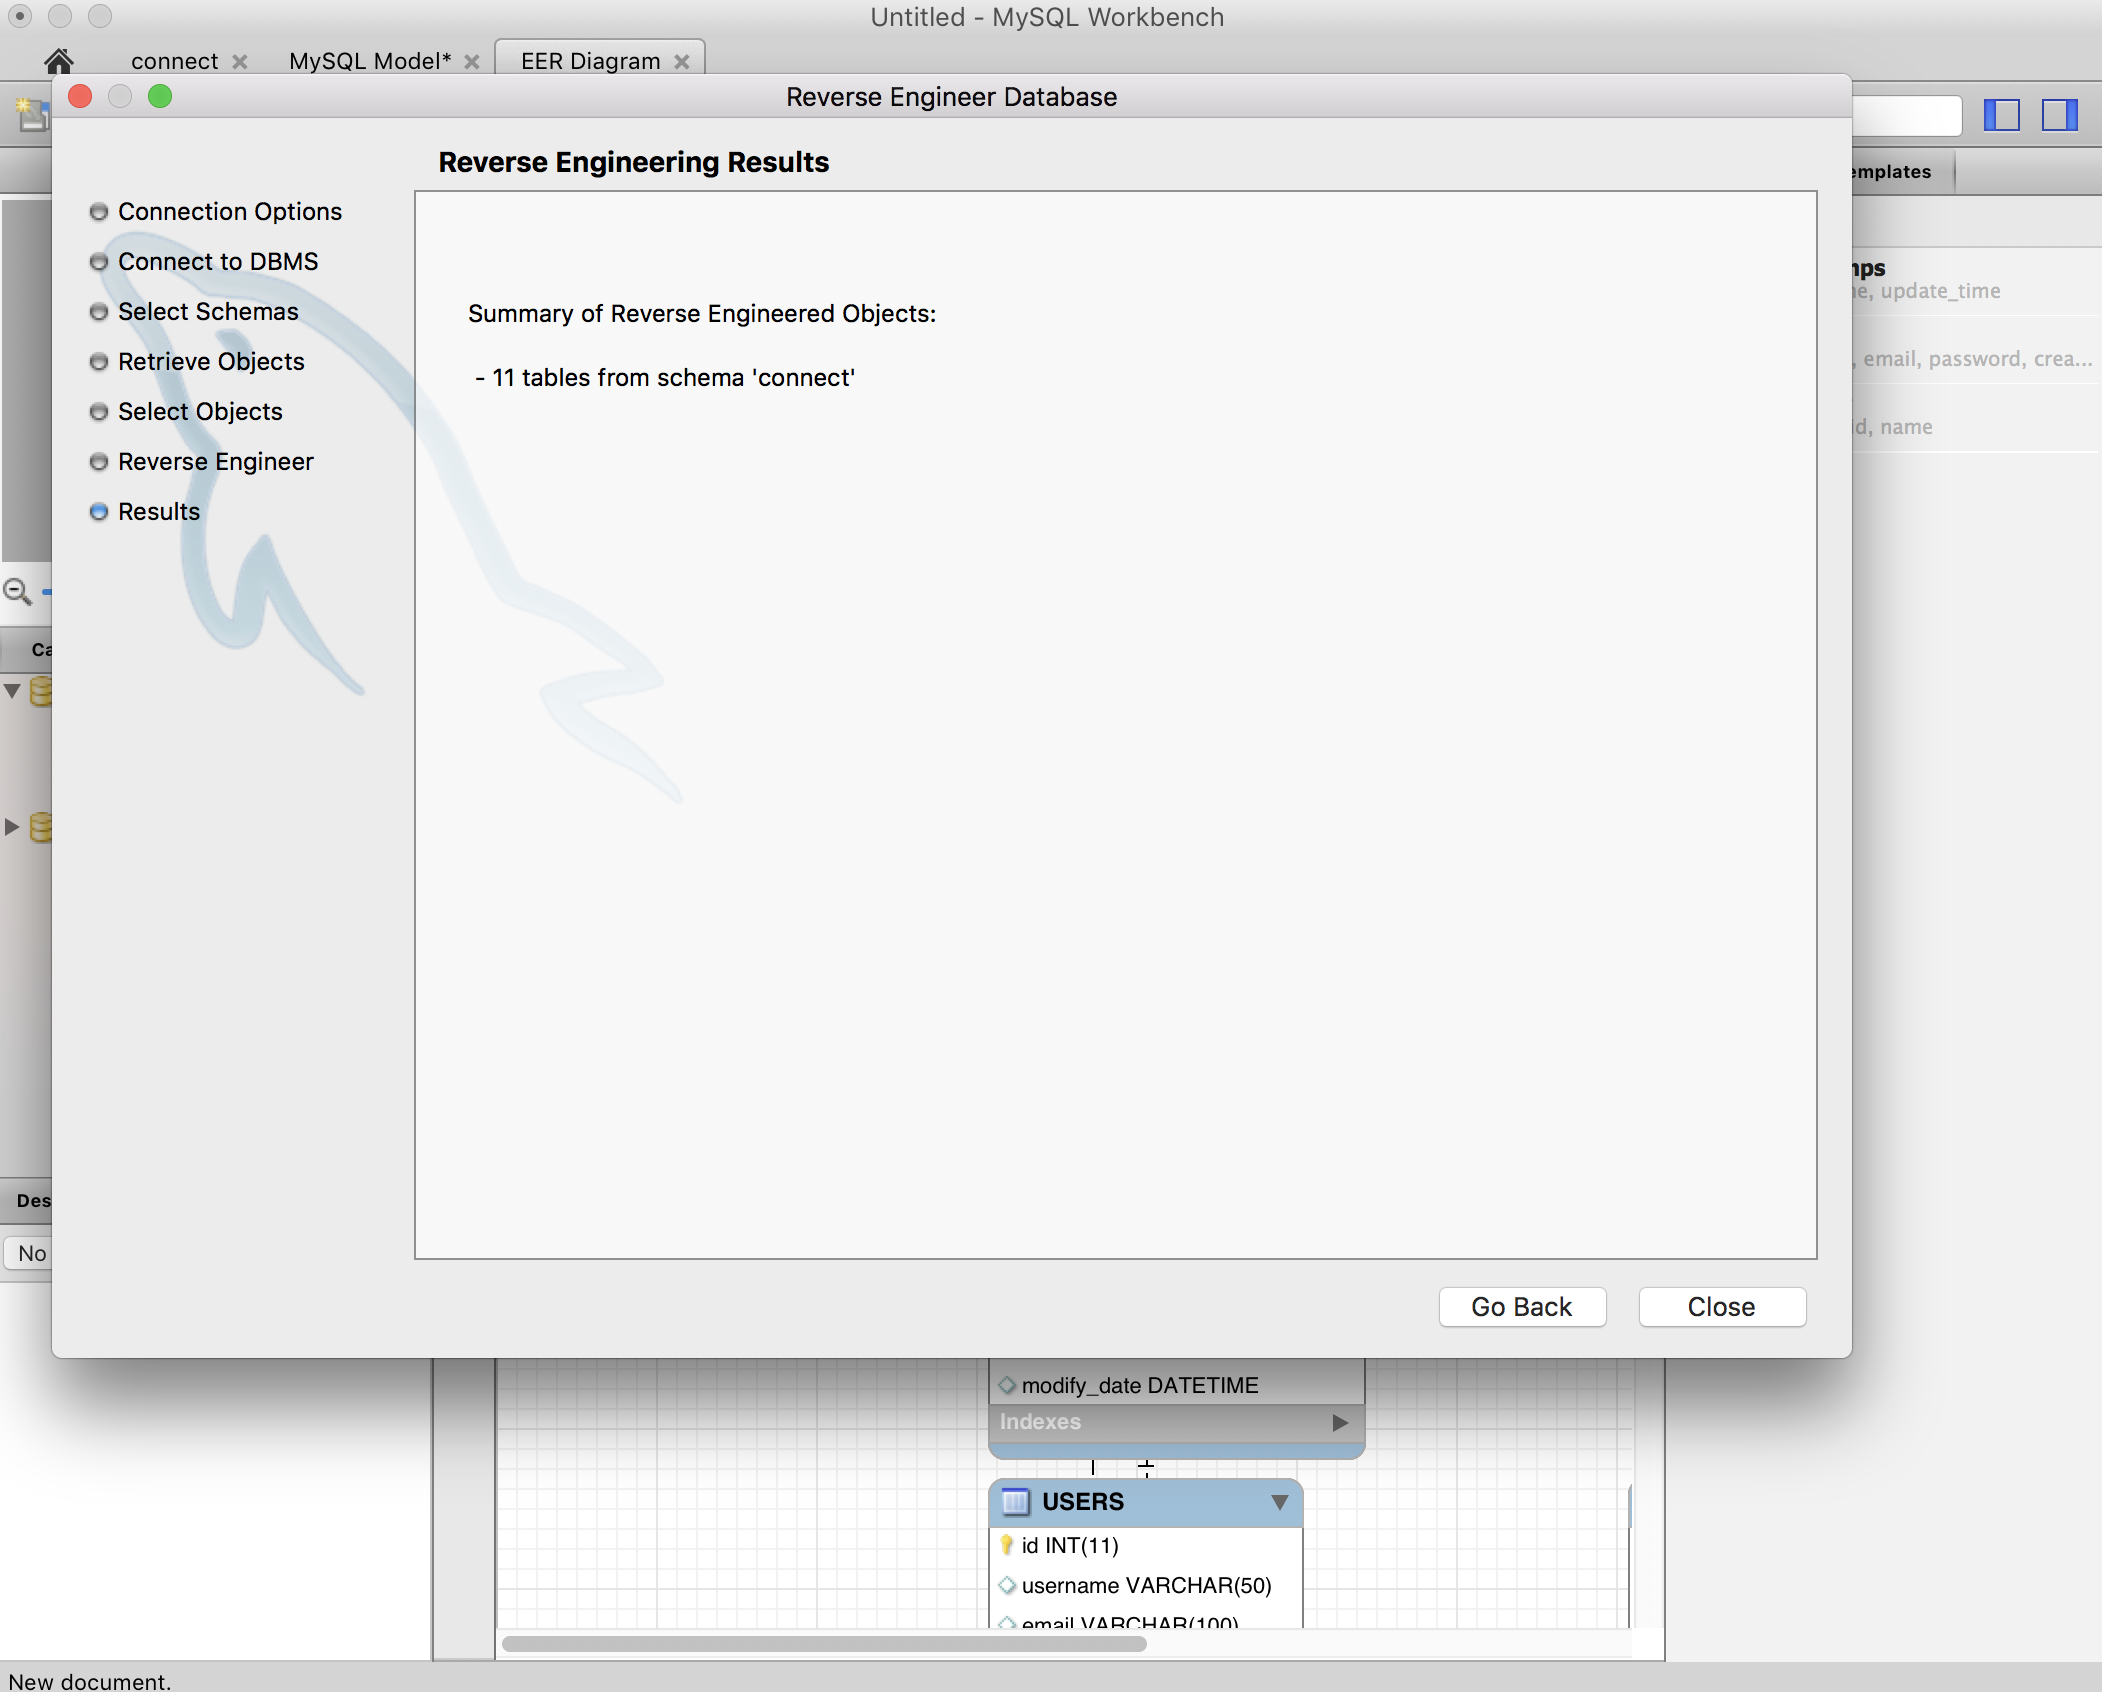 Untitled - MySQL Workbench
connect
MySQL Model*
EER Diagram
Reverse Engineer Database
Reverse Engineering Results
emplates
Connection Options
Connect to DBMS
Select Schemas
Retrieve Objects
Select Objects
Reverse Engineer
Results
Summary of Reverse Engineered Objects:
- 11 tables from schema 'connect'
mps
e, update_time
, email, password, crea...
id, name
Ca
Des
No
Go Back
Close
modify_date DATETIME
Indexes
USERS
id INT(11)
username VARCHAR(50)
email VARCHAR(100)
New document.